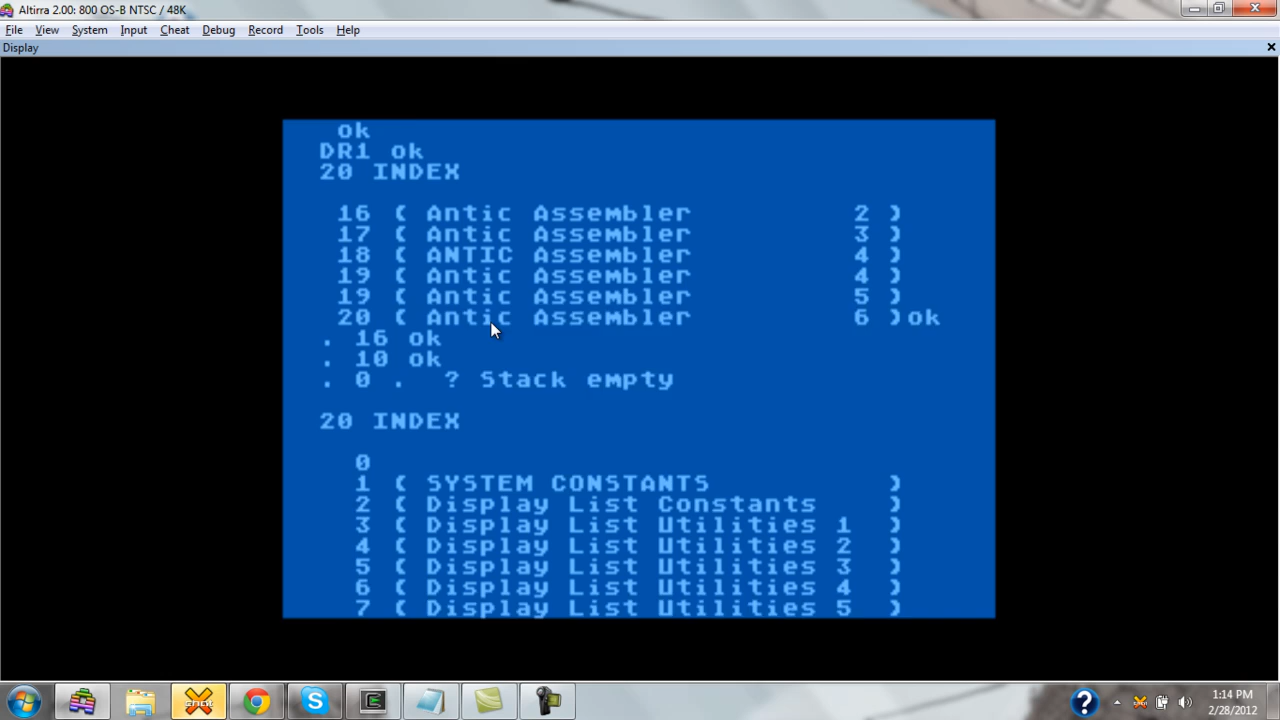 Altirra 2.00: 800 OS-B NTSC / 48K
File View System Input Cheat Debug Record Tools Help
Display
ok
DR1 ok
20 INDEX
16 ( Antic Assembler 2 )
17 ( Antic Assembler 3 )
18 ( ANTIC Assembler 4 )
19 ( Antic Assembler 4 )
19 ( Antic Assembler 5 )
20 ( Antic Assembler 6 )ok
. 16 ok
. 10 ok
. 0 . ? Stack empty
20 INDEX
0
1 ( SYSTEM CONSTANTS )
2 ( Display List Constants )
3 ( Display List Utilities 1 )
4 ( Display List Utilities 2 )
5 ( Display List Utilities 3 )
6 ( Display List Utilities 4 )
7 ( Display List Utilities 5 )
1:14 PM
2/28/2012